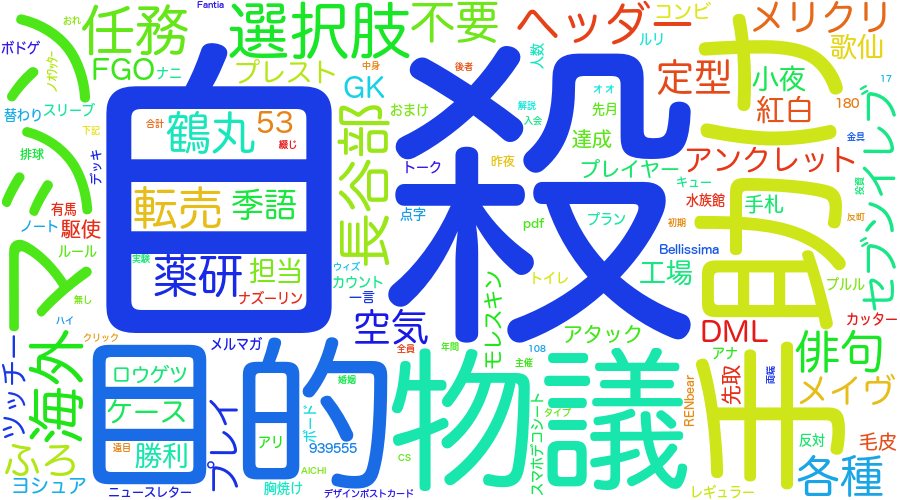 自殺
手助け
物議
目的
マシュマロ
選択肢
任務
不要
ヘッダー
メリクリ
Fantia
おれ
ボドゲ
ノオワッター
FGO
ナニ
プレスト
中身
後者
人数
コンビ
ルリ
歌仙
GK
定型
小夜
紅白
180
17
替わり
スリーブ
下記
合計
鶴丸
53
綴じ
長谷部
おまけ
オォ
先月
解説
入会
達成
金具
排球
デッキ
トーク
昨夜
プレイヤー
アンクレット
セブンイレブン
投資
有馬
転売
季語
点字
キュー
水族館
手札
反町
ノート
駆使
ルール
pdf
プラン
初期
Bellissima
実験
薬研
担当
ウィズ
カウント
ナズーリン
一言
トイレ
工場
プルル
無し
モレスキン
カッター
ハイ
空気
アタック
DML
俳句
クリック
メルマガ
全員
年間
108
主催
アナ
先取
両端
メイヴ
海外
ツッチー
ロウゲツ
婚姻
ケース
プレイ
ボード
アリ
タイプ
RENbear
スマホデコシート
反対
毛皮
遠目
勝利
939555
CS
AICHI
ふろ
ヨシュア
胸焼け
各種
ニュースレター
デザインポストカード
レギュラー